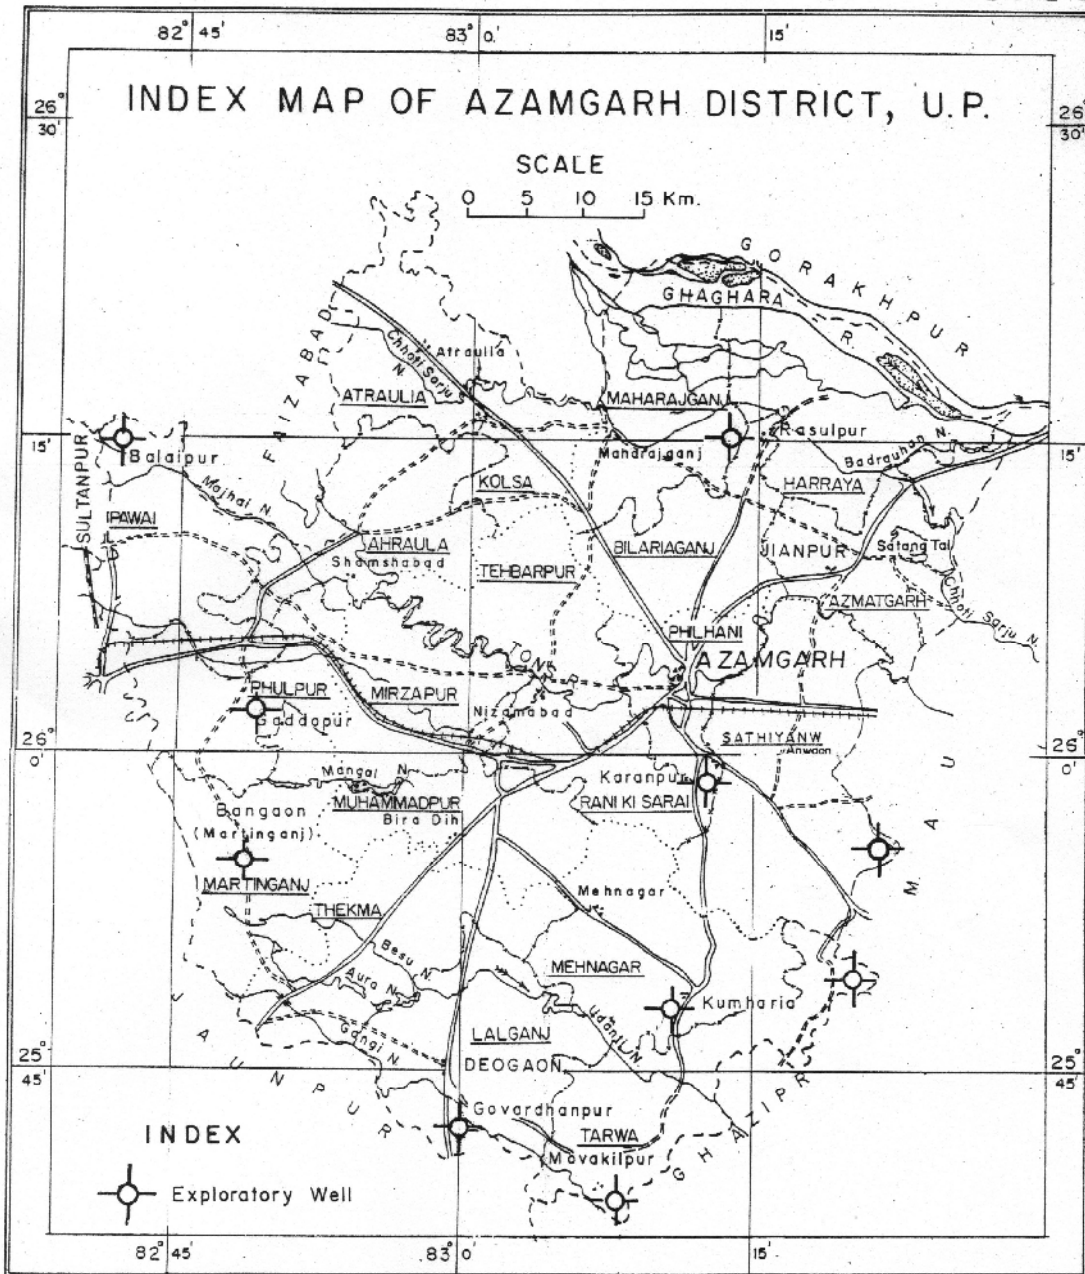 82° 45' 83° 0' 15'
INDEX MAP OF AZAMGARH DISTRICT, U.P.
26° 30'
26° 30'
SCALE
0 5 10 15 Km.
GORAKHPUR
GHAGHARA R.
FAIZABAD
Chhoti Sarju N.
Atraulia
ATRAULIA
MAHARAJGANJ
Rasulpur
15'
15'
Balaipur
Maharajganj
Badrauhan N.
SULTANPUR
Majhai N.
KOLSA
HARRAYA
IPAWAI
AHRAULA
BILARIAGANJ
JIANPUR
Satang Tal
Shamshabad
TEHBARPUR
AZMATGARH
Chhoti Sarju N.
PHILHANI
TONS R.
AZAMGARH
PHULPUR
MIRZAPUR
Gaddopur
Nizamabad
SATHIYANW
Anwaon
26° 0'
26° 0'
Mangai N.
Karanpur
MUHAMMADPUR
RANI KI SARAI
Bangaon
Bira Dih
(Martinganj)
MAU
MARTINGANJ
Mehnagar
THEKMA
Besu N.
MEHNAGAR
Aura N.
Kumharia
Udanti N.
Gangi N.
LALGANJ
JAUNPUR
DEOGAON
25° 45'
25° 45'
Govardhanpur
GHAZIPR
TARWA
Movakilpur
INDEX
Exploratory Well
82° 45' 83° 0' 15'